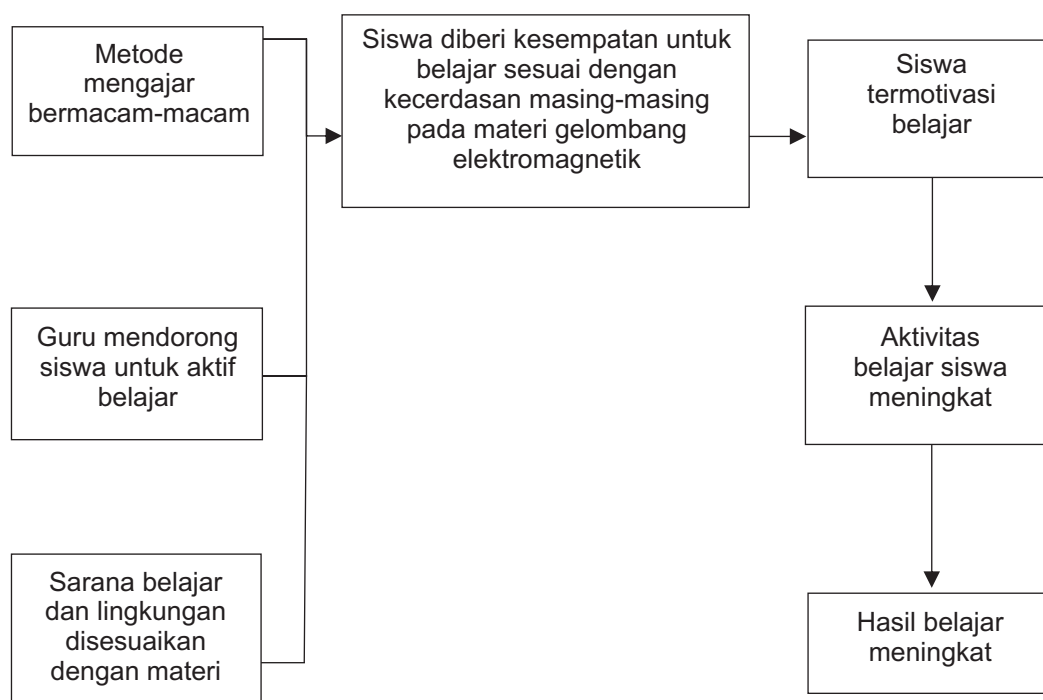 Metode
mengajar
bermacam-macam
Siswa diberi kesempatan untuk
belajar sesuai dengan
kecerdasan masing-masing
pada materi gelombang
elektromagnetik
Siswa
termotivasi
belajar
Guru mendorong
siswa untuk aktif
belajar
Aktivitas
belajar siswa
meningkat
Sarana belajar
dan lingkungan
disesuaikan
dengan materi
Hasil belajar
meningkat